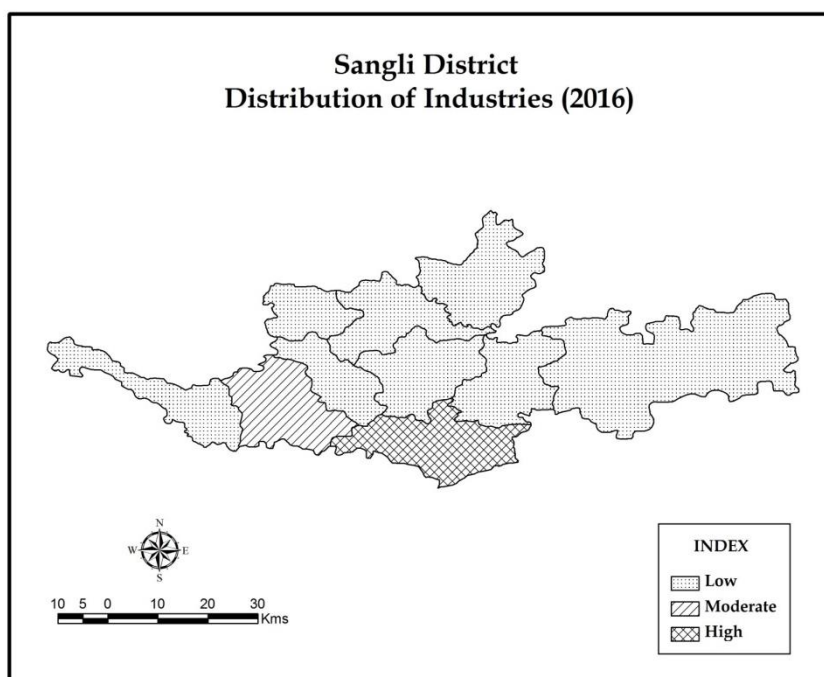 Sangli District
Distribution of Industries (2016)
N
W E
S
10 5 0 10 20 30
Kms
INDEX
Low
Moderate
High